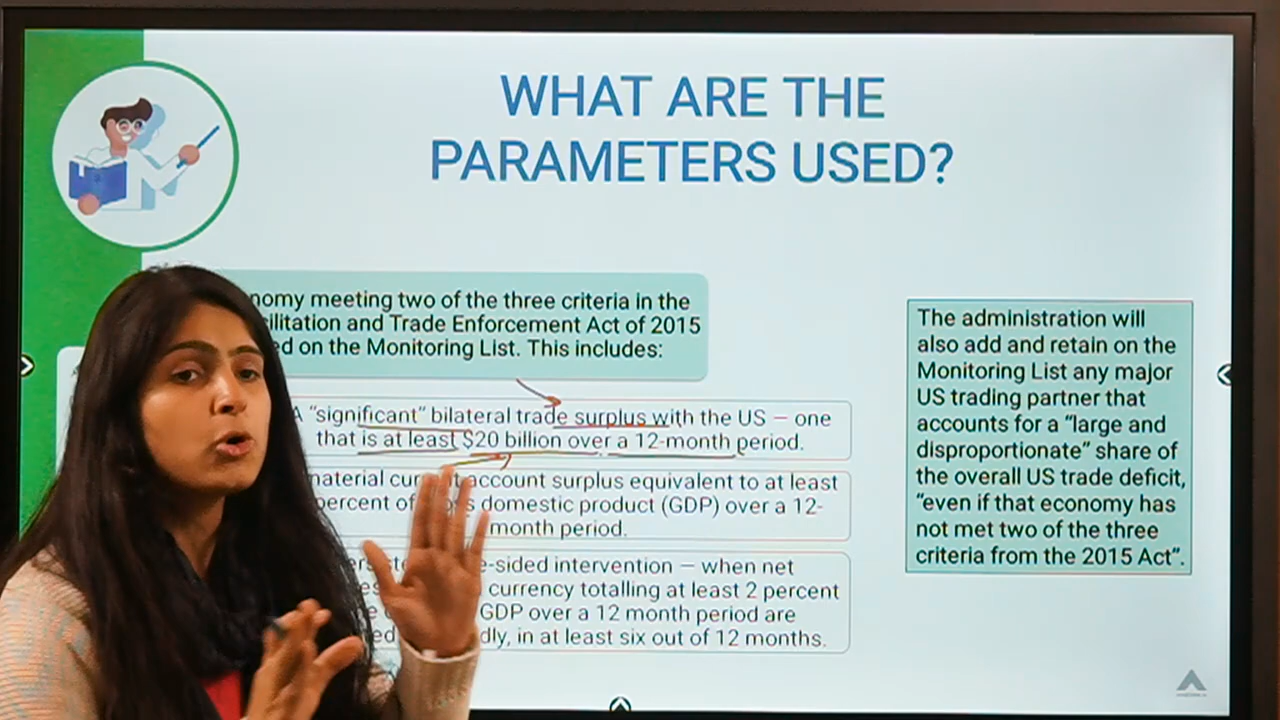 WHAT ARE THE
PARAMETERS USED?
nomy meeting two of the three criteria in the
ilitation and Trade Enforcement Act of 2015
ed on the Monitoring List. This includes:
A “significant” bilateral trade surplus with the US – one
that is at least $20 billion over a 12-month period.
account surplus equivalent to at least
percent of domestic product (GDP) over a 12-
month period.
e-sided intervention – when net
currency totalling at least 2 percent
GDP over a 12 month period are
dly, in at least six out of 12 months.
The administration will
also add and retain on the
Monitoring List any major
US trading partner that
accounts for a “large and
disproportionate” share of
the overall US trade deficit,
“even if that economy has
not met two of the three
criteria from the 2015 Act”.